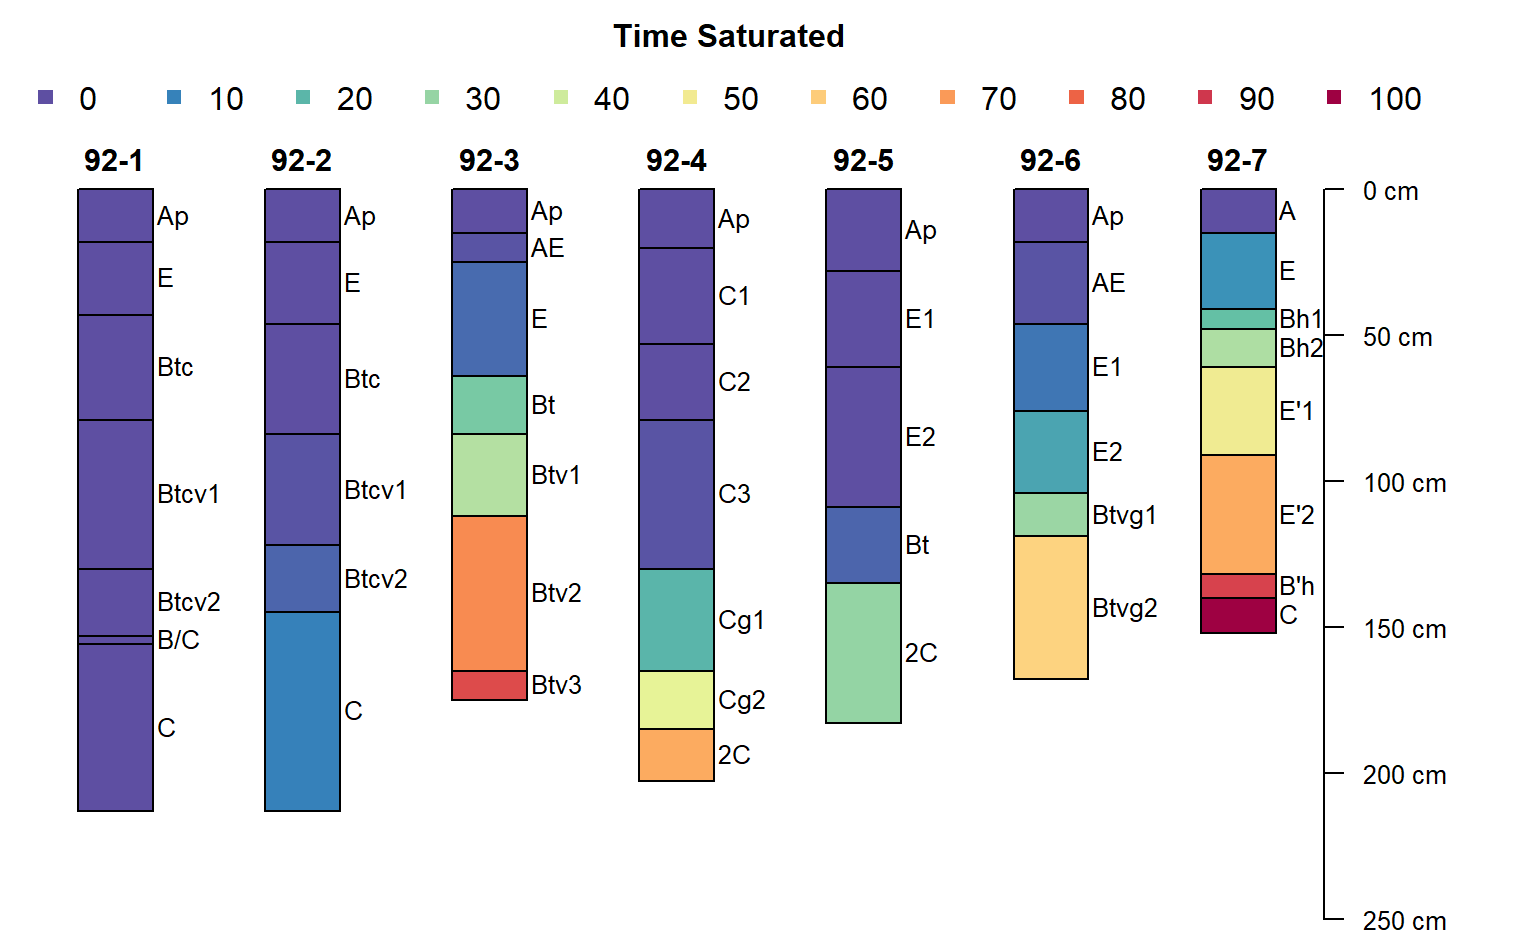 Time Saturated
0 10 20 30 40 50 60 70 80 90 100
92-1 92-2 92-3 92-4 92-5 92-6 92-7
Ap
E
Btc
Btcv1
Btcv2
B/C
C
Ap
E
Btc
Btcv1
Btcv2
C
Ap
AE
E
Bt
Btv1
Btv2
Btv3
Ap
C1
C2
C3
Cg1
Cg2
2C
Ap
E1
E2
Bt
2C
Ap
AE
E1
E2
Btvg1
Btvg2
A
E
Bh1
Bh2
E'1
E'2
B'h
C
0 cm
50 cm
100 cm
150 cm
200 cm
250 cm